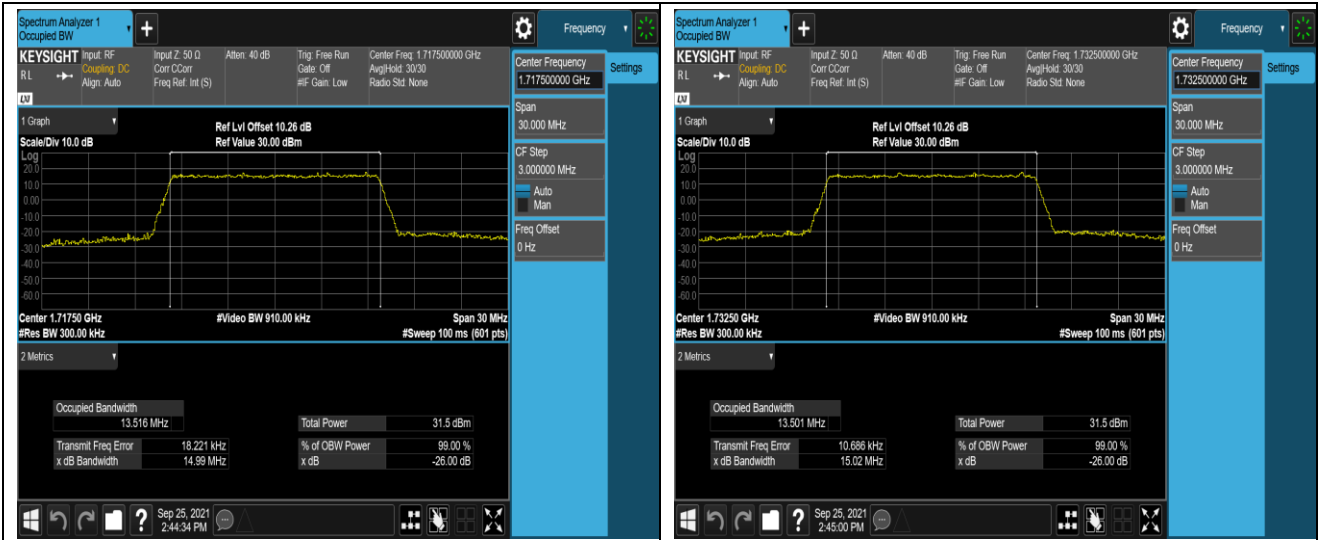 Spectrum Analyzer 1
Occupied BW
+
Frequency
KEYSIGHT Input: RF Input Z: 50 Ω Atten: 40 dB Trig: Free Run Center Freq: 1.717500000 GHz
RL Coupling: DC Corr CCorr Gate: Off Avg|Hold: 30/30
Align: Auto Freq Ref: Int (S) #IF Gain: Low Radio Std: None
LXI
Center Frequency
1.717500000 GHz
Settings
Span
30.000 MHz
CF Step
3.000000 MHz
Auto
Man
Freq Offset
0 Hz
1 Graph
Ref Lvl Offset 10.26 dB
Scale/Div 10.0 dB Ref Value 30.00 dBm
Log
20.0
10.0
0.00
-10.0
-20.0
-30.0
-40.0
-50.0
-60.0
Center 1.71750 GHz #Video BW 910.00 kHz Span 30 MHz
#Res BW 300.00 kHz #Sweep 100 ms (601 pts)
2 Metrics
Occupied Bandwidth
13.516 MHz Total Power 31.5 dBm
Transmit Freq Error 18.221 kHz % of OBW Power 99.00 %
x dB Bandwidth 14.99 MHz x dB -26.00 dB
?
Sep 25, 2021
2:44:34 PM
Spectrum Analyzer 1
Occupied BW
+
Frequency
KEYSIGHT Input: RF Input Z: 50 Ω Atten: 40 dB Trig: Free Run Center Freq: 1.732500000 GHz
RL Coupling: DC Corr CCorr Gate: Off Avg|Hold: 30/30
Align: Auto Freq Ref: Int (S) #IF Gain: Low Radio Std: None
LXI
Center Frequency
1.732500000 GHz
Settings
Span
30.000 MHz
CF Step
3.000000 MHz
Auto
Man
Freq Offset
0 Hz
1 Graph
Ref Lvl Offset 10.26 dB
Scale/Div 10.0 dB Ref Value 30.00 dBm
Log
20.0
10.0
0.00
-10.0
-20.0
-30.0
-40.0
-50.0
-60.0
Center 1.73250 GHz #Video BW 910.00 kHz Span 30 MHz
#Res BW 300.00 kHz #Sweep 100 ms (601 pts)
2 Metrics
Occupied Bandwidth
13.501 MHz Total Power 31.5 dBm
Transmit Freq Error 10.686 kHz % of OBW Power 99.00 %
x dB Bandwidth 15.02 MHz x dB -26.00 dB
?
Sep 25, 2021
2:45:00 PM